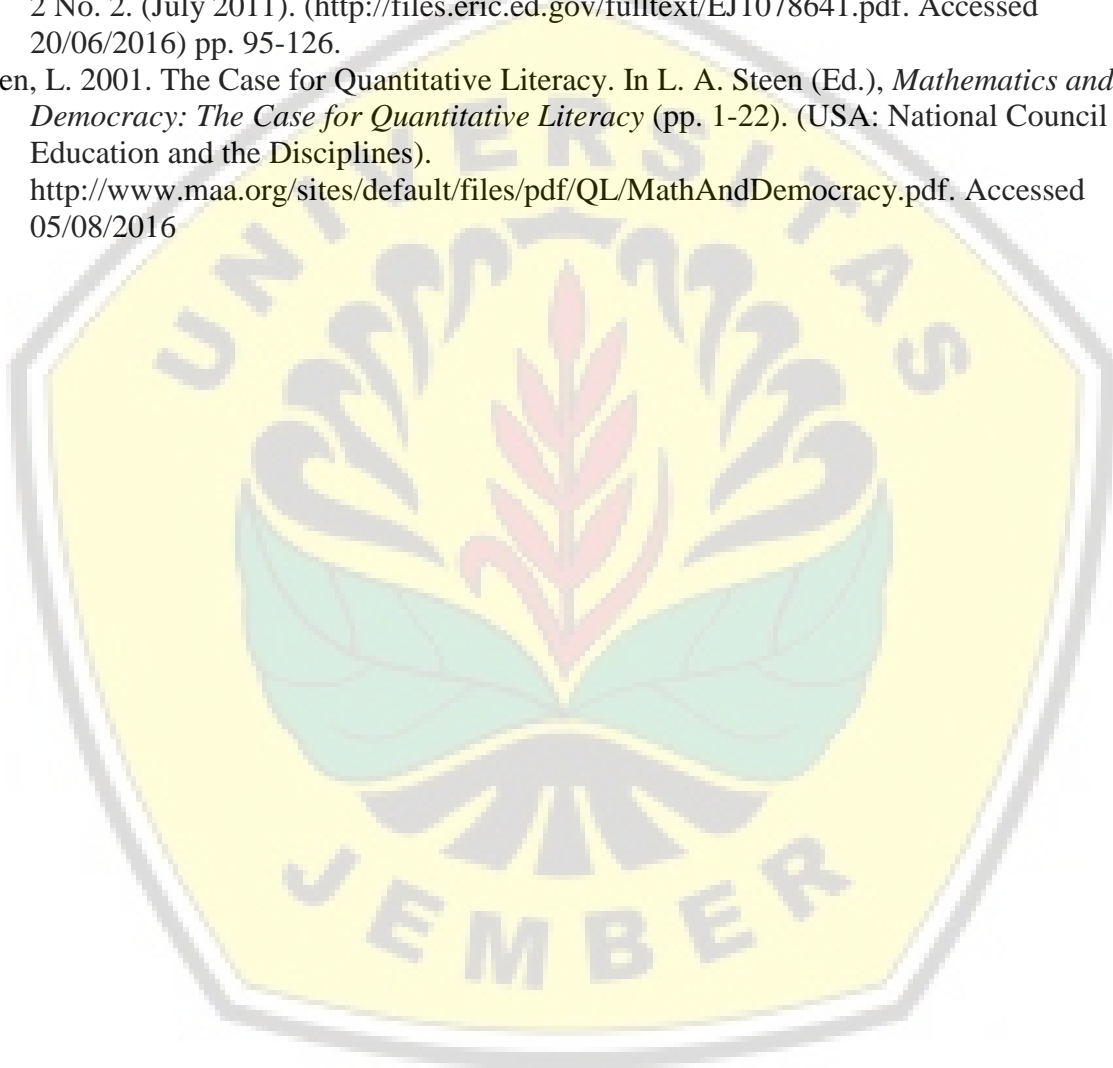 2 No. 2. (July 2011). (http://files.eric.ed.gov/fulltext/EJ1078641.pdf. Accessed
20/06/2016) pp. 95-126.
en, L. 2001. The Case for Quantitative Literacy. In L. A. Steen (Ed.), Mathematics and
Democracy: The Case for Quantitative Literacy (pp. 1-22). (USA: National Council
Education and the Disciplines).
http://www.maa.org/sites/default/files/pdf/QL/MathAndDemocracy.pdf. Accessed
05/08/2016
UNIVERSITAS
JEMBER